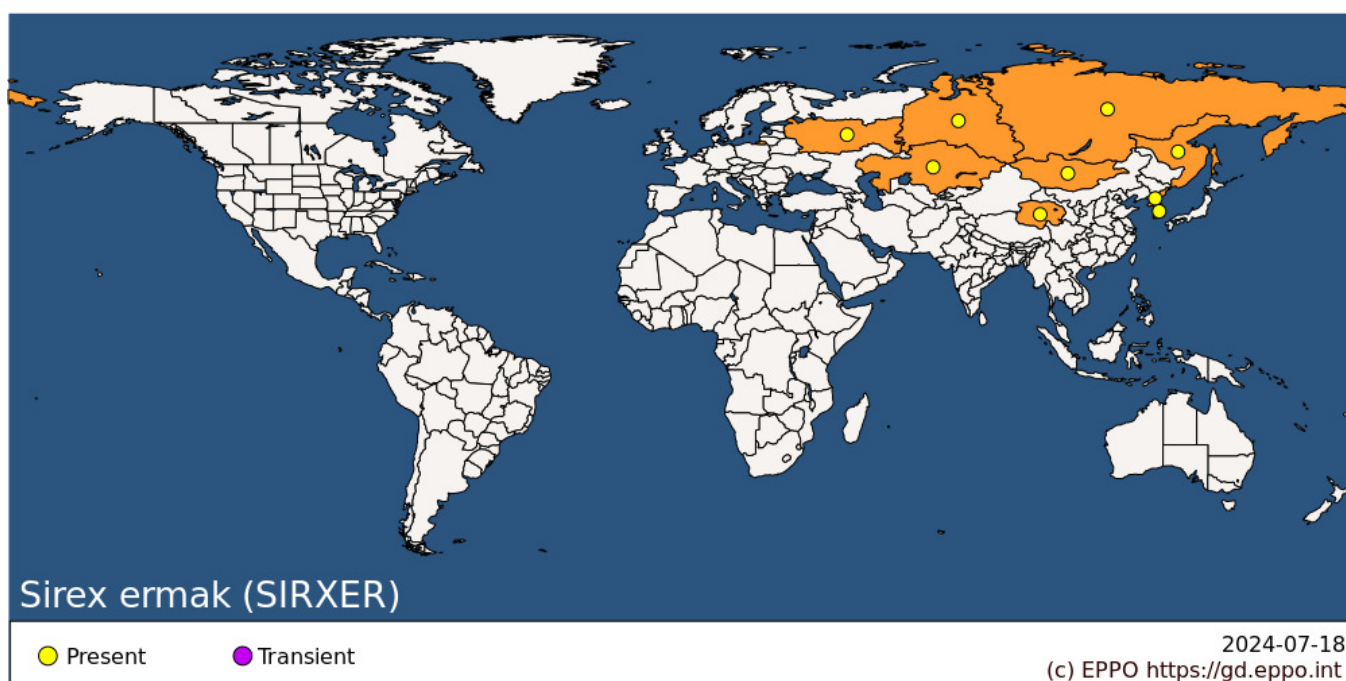 Sirex ermak (SIRXER)
Present
Transient
2024-07-18
(c) EPPO https://gd.eppo.int